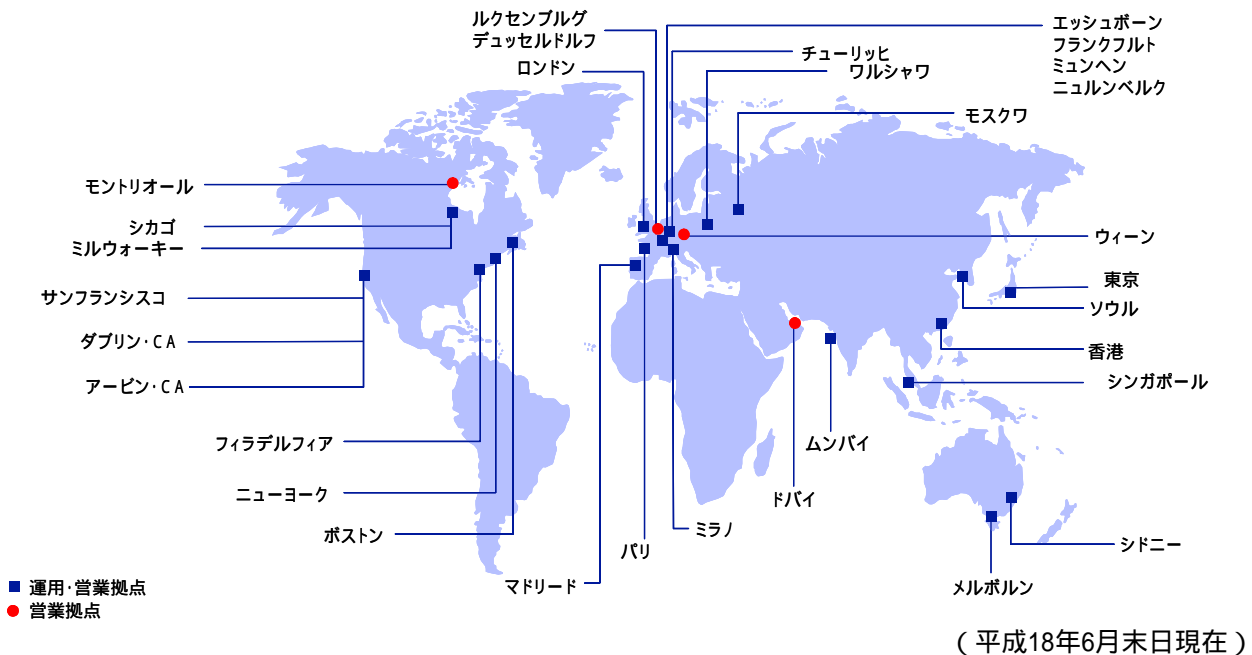 ルクセンブルグ
デュッセルドルフ
ロンドン
エッシュボーン
フランクフルト
ミュンヘン
ニュルンベルク
チューリッヒ
ワルシャワ
モスクワ
モントリオール
シカゴ
ミルウォーキー
サンフランシスコ
ダブリン・CA
アービン・CA
フィラデルフィア
ニューヨーク
ボストン
マドリード
パリ
ミラノ
ドバイ
ムンバイ
ウィーン
東京
ソウル
香港
シンガポール
シドニー
メルボルン
運用・営業拠点
営業拠点
(平成18年6月末日現在)